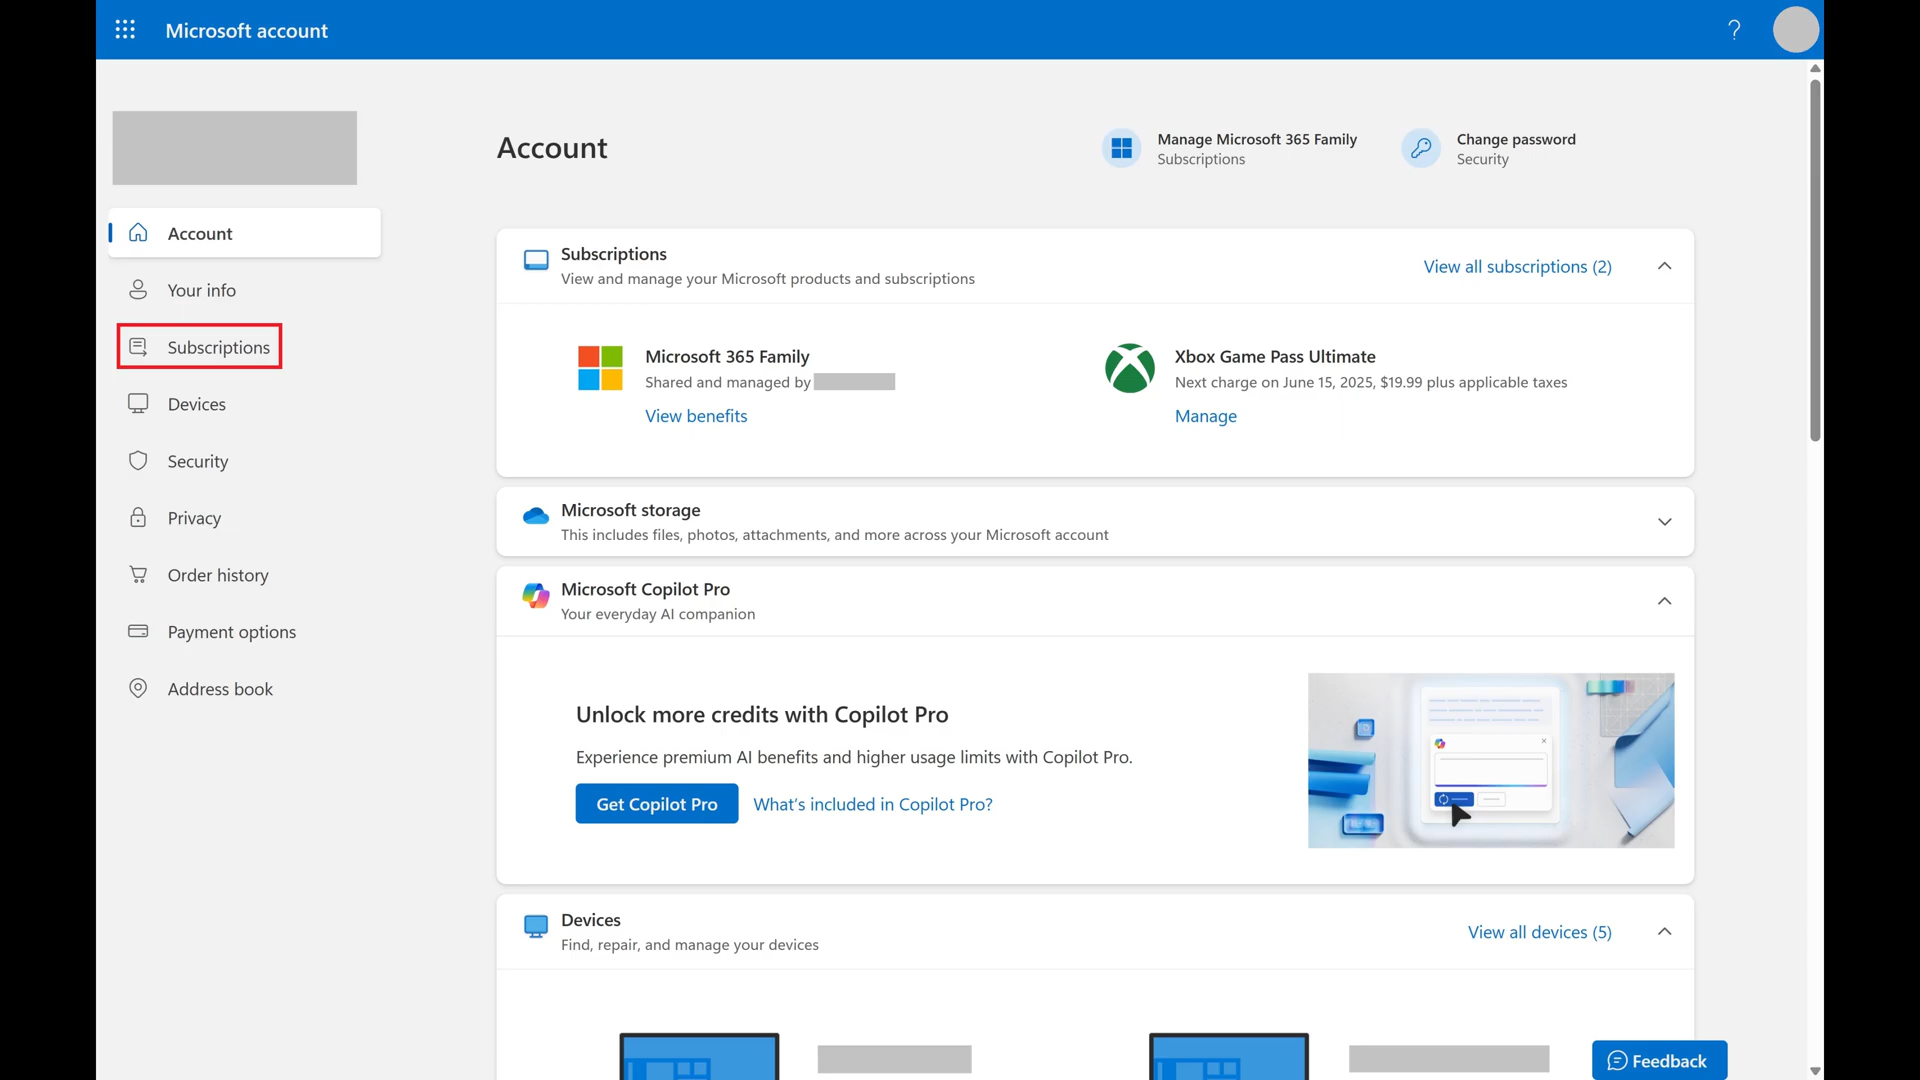 Microsoft account
?
Account
Your info
Subscriptions
Devices
Security
Privacy
Order history
Payment options
Address book
Account
Manage Microsoft 365 Family
Subscriptions
Change password
Security
Subscriptions
View and manage your Microsoft products and subscriptions
View all subscriptions (2)
Microsoft 365 Family
Shared and managed by
View benefits
Xbox Game Pass Ultimate
Next charge on June 15, 2025, $19.99 plus applicable taxes
Manage
Microsoft storage
This includes files, photos, attachments, and more across your Microsoft account
Microsoft Copilot Pro
Your everyday AI companion
Unlock more credits with Copilot Pro
Experience premium AI benefits and higher usage limits with Copilot Pro.
Get Copilot Pro
What's included in Copilot Pro?
Devices
Find, repair, and manage your devices
View all devices (5)
Feedback